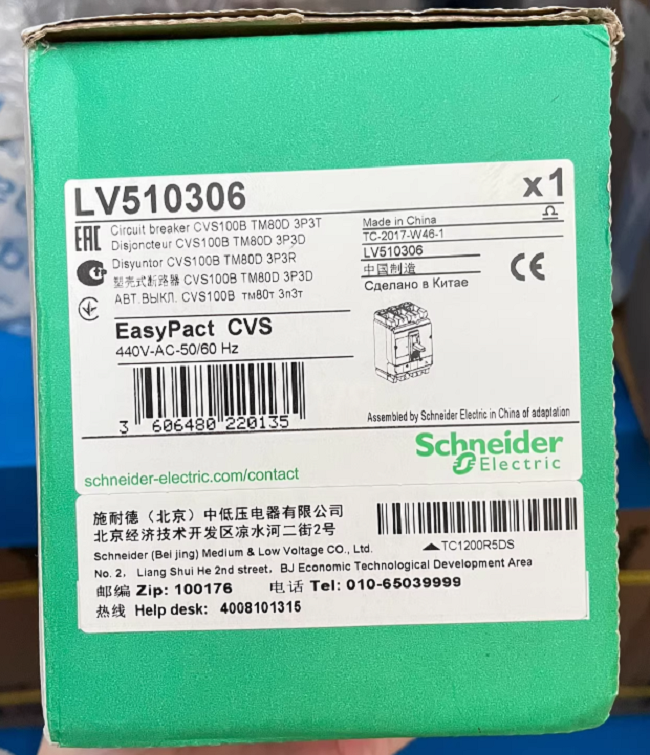 LV510306
x1
Circuit breaker CVS100B TM80D 3P3T
Disjoncteur CVS100B TM80D 3P3D
Disyuntor CVS100B TM80D 3P3R
型壳式断路器 CVS100B TM80D 3P3D
АВТ. ВЫКЛ. CVS100B тм80т 3п3т
EAC
Made in China
TC-2017-W46-1
LV510306
中国制造
Сделано в Китае
CE
EasyPact CVS
440V-AC-50/60 Hz
3 606480 220135
Assembled by Schneider Electric in China of adaptation
schneider-electric.com/contact
Schneider
Electric
施耐德（北京）中低压电器有限公司
北京经济技术开发区凉水河二街2号
Schneider (Bei jing) Medium & Low Voltage CO., Ltd.
▲TC1200R5DS
No. 2, Liang Shui He 2nd street, BJ Economic Technological Development Area
邮编 Zip: 100176 电话 Tel: 010-65039999
热线 Help desk: 4008101315